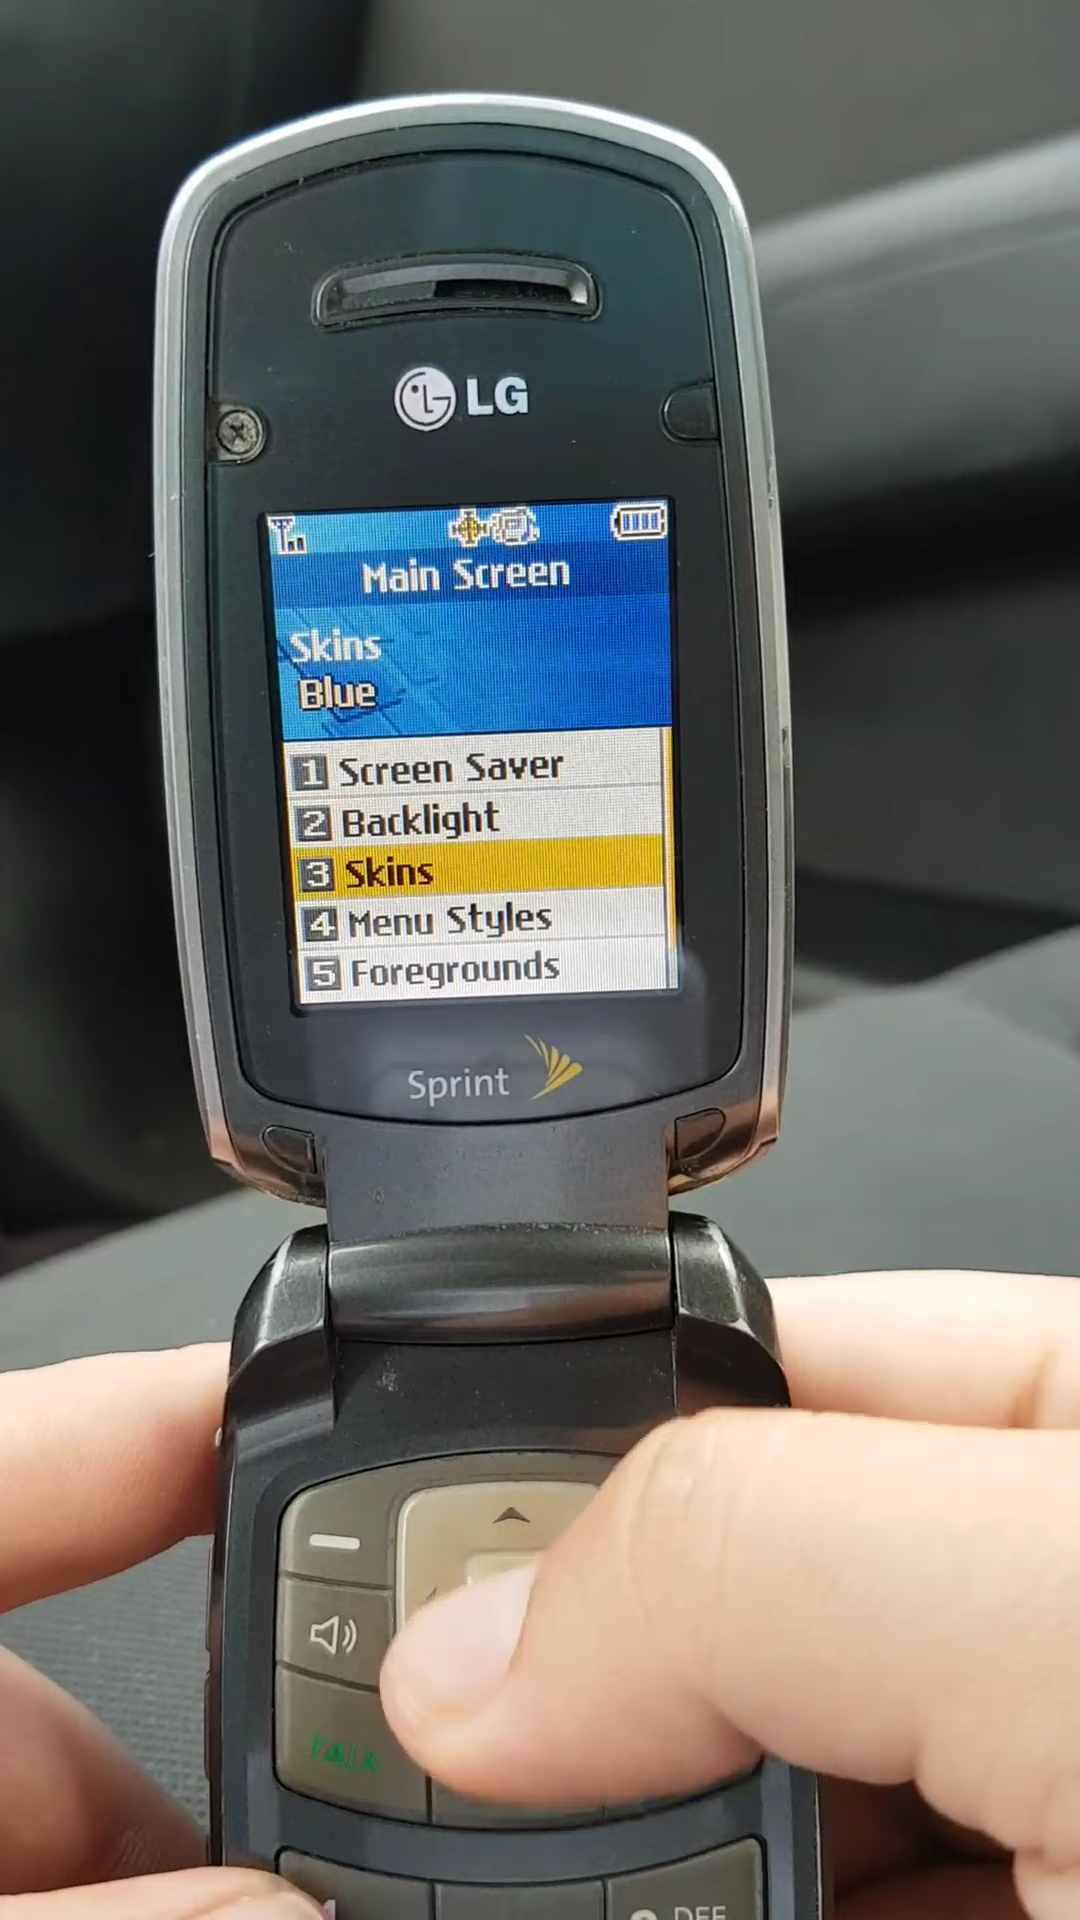 LG
Main Screen
Skins
Blue
1 Screen Saver
2 Backlight
3 Skins
4 Menu Styles
5 Foregrounds
Sprint
TALK
DEF